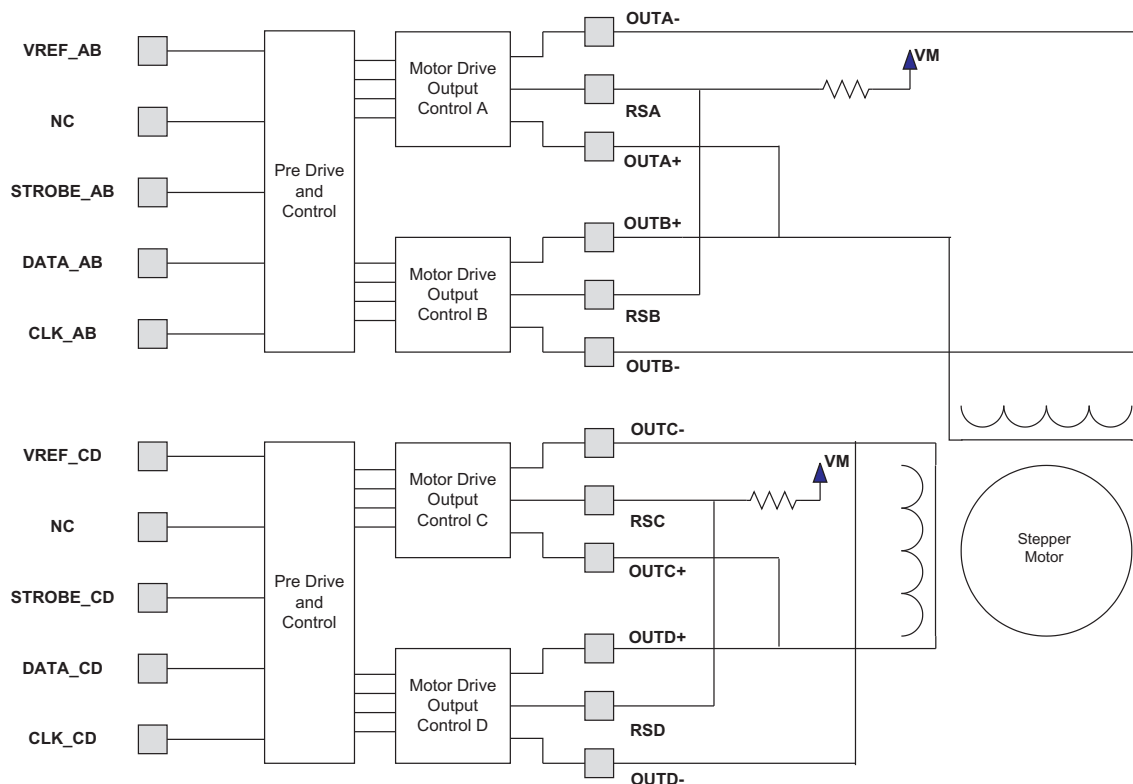 OUTA-
VREF_AB
Motor Drive
Output
Control A
VM
RSA
NC
OUTA+
Pre Drive
and
Control
STROBE_AB
OUTB+
DATA_AB
Motor Drive
Output
Control B
RSB
CLK_AB
OUTB-
OUTC-
VREF_CD
Motor Drive
Output
Control C
VM
RSC
NC
Stepper
Motor
OUTC+
Pre Drive
and
Control
STROBE_CD
OUTD+
DATA_CD
Motor Drive
Output
Control D
RSD
CLK_CD
OUTD-